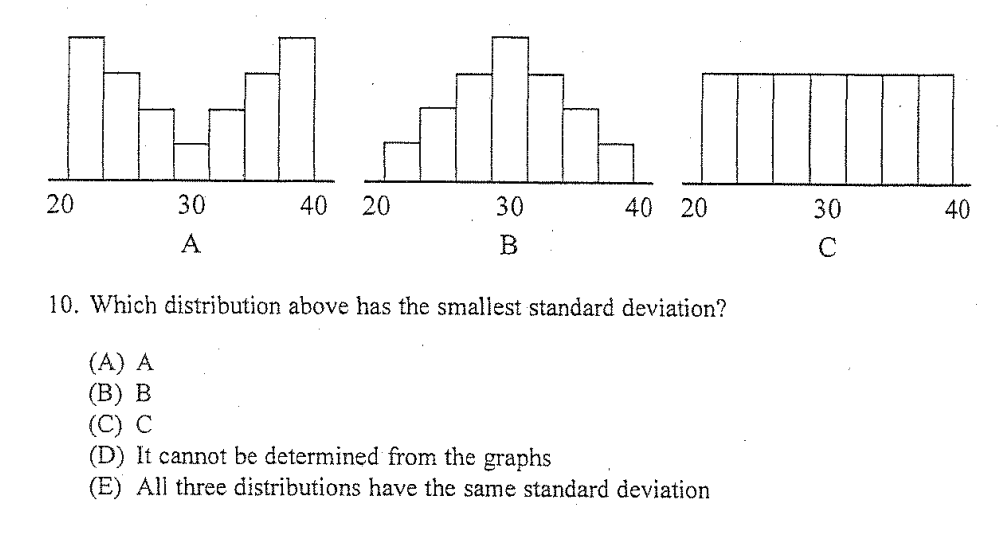 20 30 40 20 30 40 20 30 40
A B C
10. Which distribution above has the smallest standard deviation?
(A) A
(B) B
(C) C
(D) It cannot be determined from the graphs
(E) All three distributions have the same standard deviation